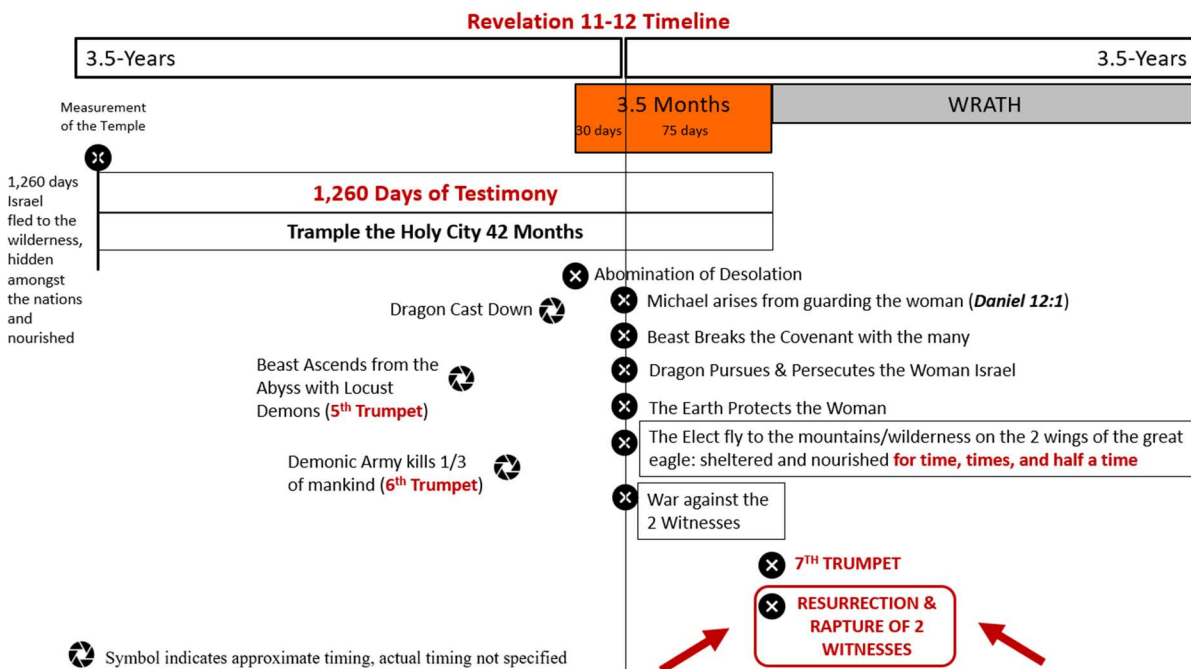 Revelation 11-12 Timeline
3.5-Years
3.5-Years
3.5 Months
30 days
75 days
WRATH
Measurement
of the Temple
1,260 days
Israel
fled to the
wilderness,
hidden
amongst
the nations
and
nourished
1,260 Days of Testimony
Trample the Holy City 42 Months
Abomination of Desolation
Dragon Cast Down
Michael arises from guarding the woman (Daniel 12:1)
Beast Breaks the Covenant with the many
Beast Ascends from the
Abyss with Locust
Demons (5th Trumpet)
Dragon Pursues & Persecutes the Woman Israel
The Earth Protects the Woman
The Elect fly to the mountains/wilderness on the 2 wings of the great
eagle: sheltered and nourished for time, times, and half a time
Demonic Army kills 1/3
of mankind (6th Trumpet)
War against the
2 Witnesses
7TH TRUMPET
RESURRECTION &
RAPTURE OF 2
WITNESSES
Symbol indicates approximate timing, actual timing not specified